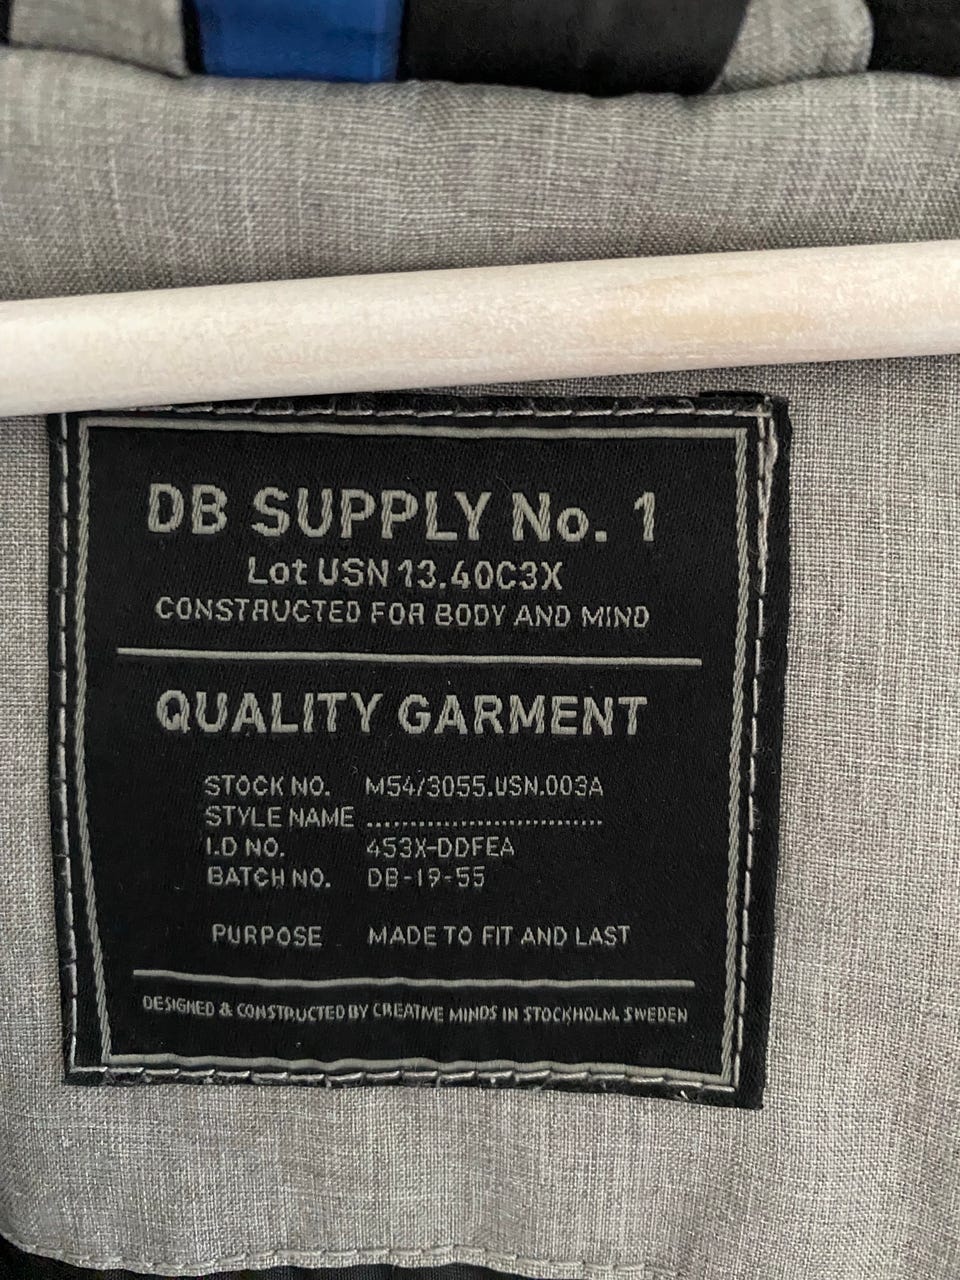 DB SUPPLY No. 1
Lot USN 13.40C3X
CONSTRUCTED FOR BODY AND MIND
QUALITY GARMENT
STOCK NO. M54/3055.USN.003A
STYLE NAME ...........................
I.D NO. 453X-DDFEA
BATCH NO. DB-19-55
PURPOSE MADE TO FIT AND LAST
DESIGNED & CONSTRUCTED BY CREATIVE MINDS IN STOCKHOLM, SWEDEN